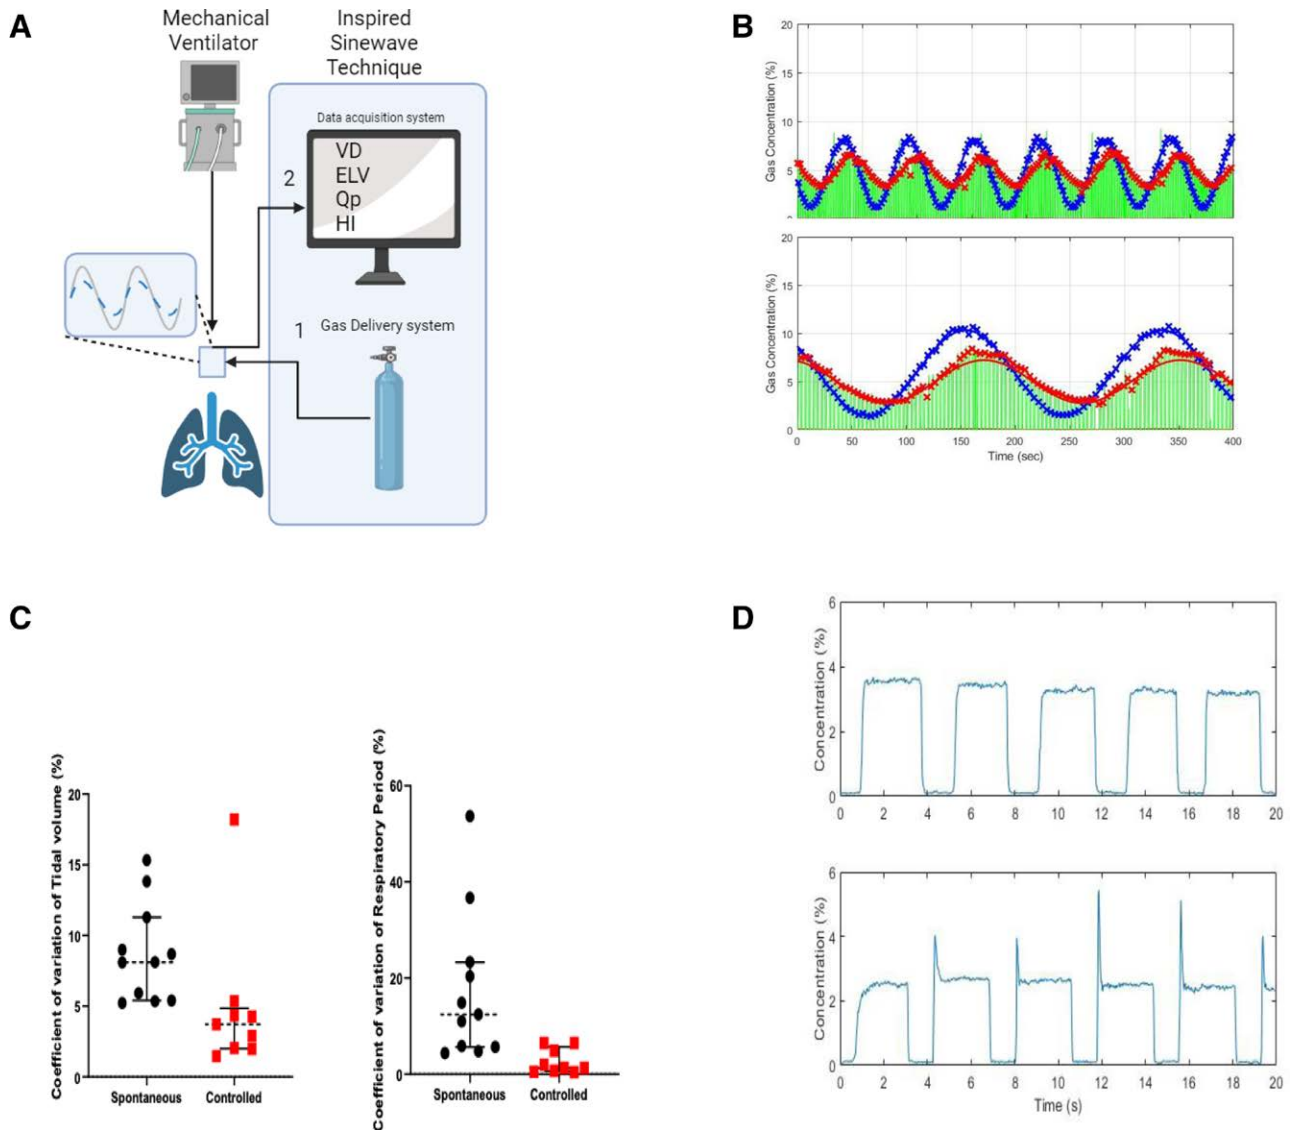 A
Mechanical
Ventilator
Inspired
Sinewave
Technique
Data acquisition system
VD
ELV
Qp
HI
2
1
Gas Delivery system
B
Gas Concentration (%)
20
15
10
5
0
Gas Concentration (%)
20
15
10
5
0
0 50 100 150 200 250 300 350 400
Time (sec)
C
Coefficient of variation of Tidal volume (%)
20
15
10
5
0
Spontaneous Controlled
Coefficient of variation of Respiratory Period (%)
60
40
20
0
Spontaneous Controlled
D
Concentration (%)
6
4
2
0
0 2 4 6 8 10 12 14 16 18 20
Concentration (%)
6
4
2
0
0 2 4 6 8 10 12 14 16 18 20
Time (s)